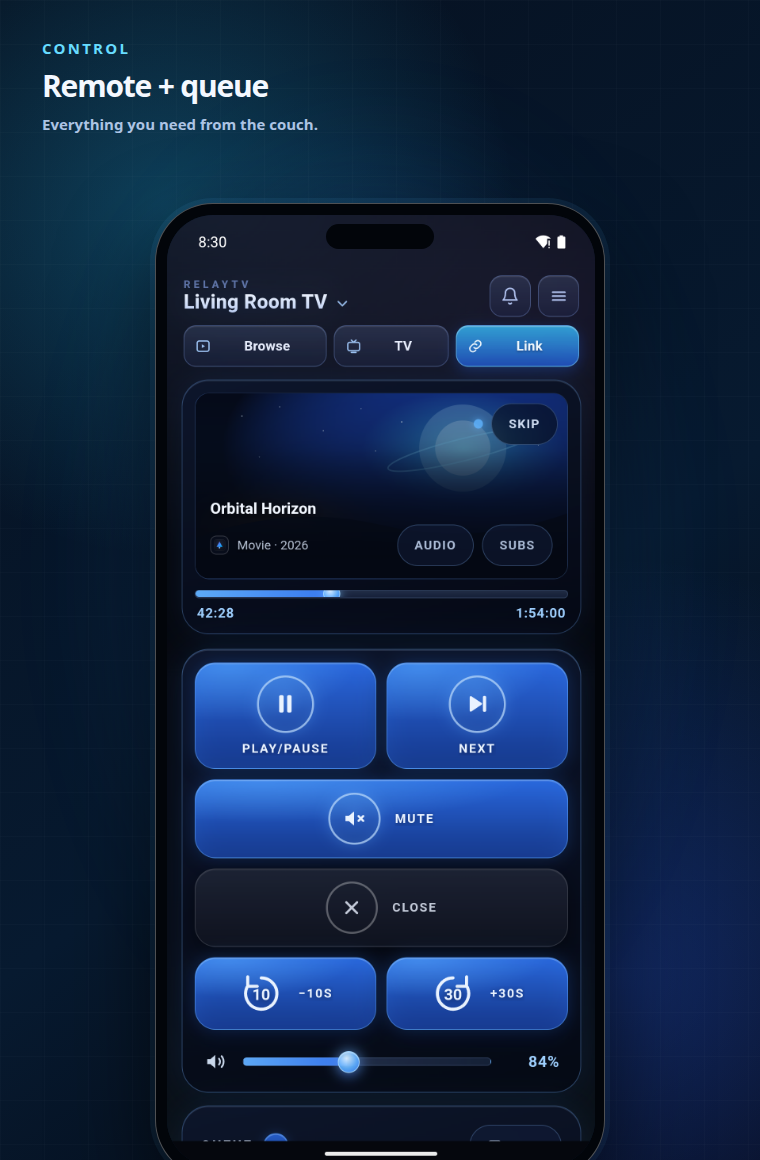 CONTROL
Remote + queue
Everything you need from the couch.
8:30
RELAYTV
Living Room TV
Browse
TV
Link
SKIP
Orbital Horizon
Movie · 2026
AUDIO
SUBS
42:28
1:54:00
PLAY/PAUSE
NEXT
MUTE
CLOSE
10
−10S
30
+30S
84%